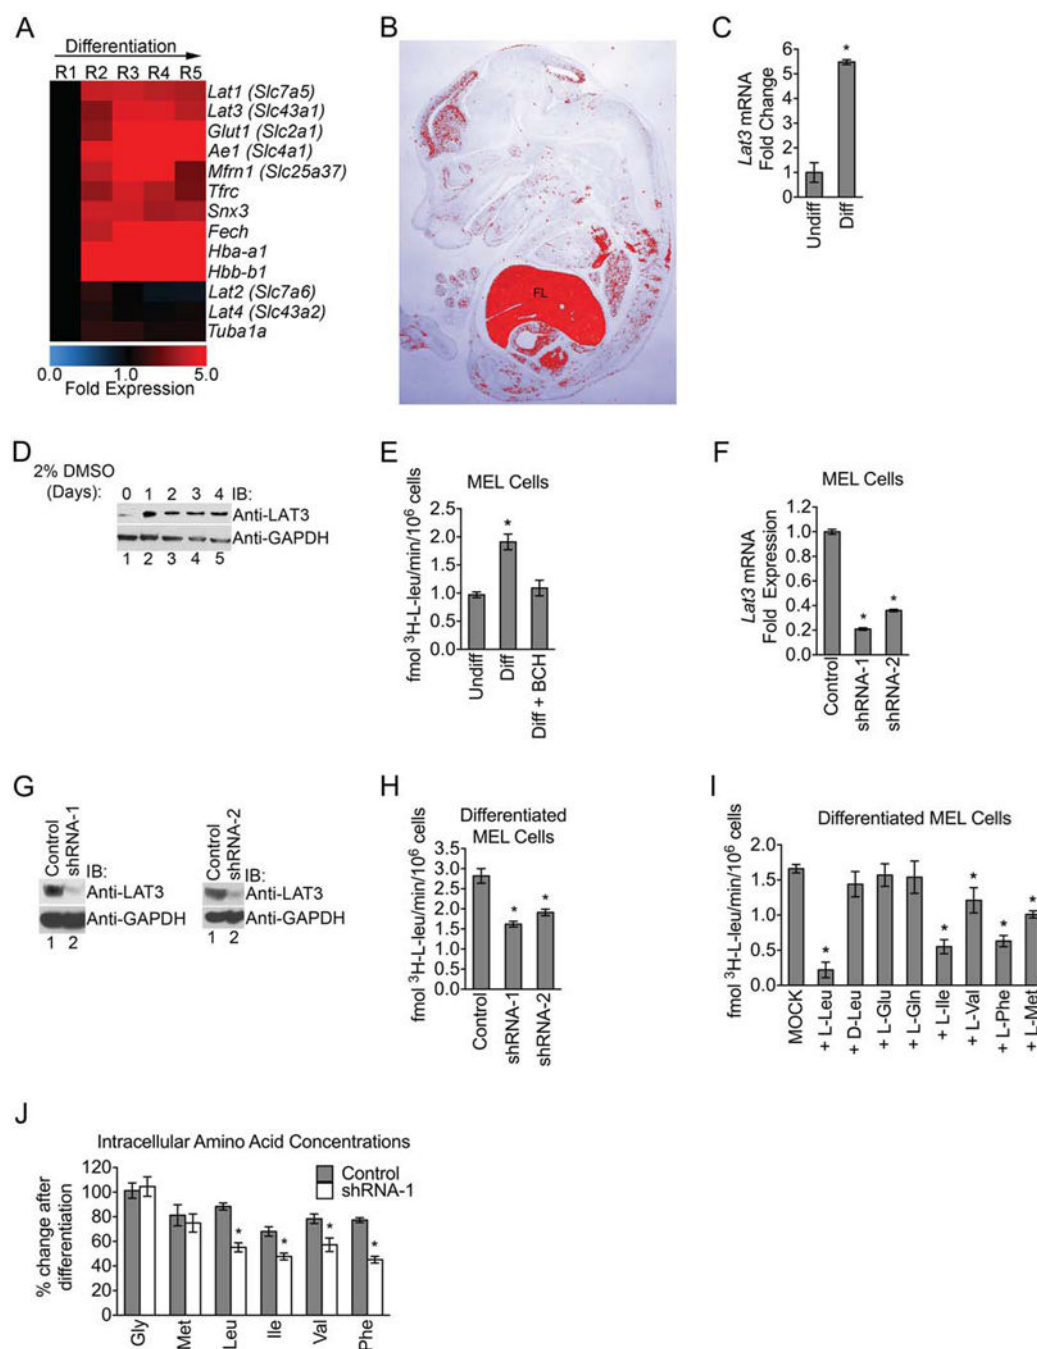 A
Differentiation
R1 R2 R3 R4 R5
Lat1 (Slc7a5)
Lat3 (Slc43a1)
Glut1 (Slc2a1)
Ae1 (Slc4a1)
Mfrn1 (Slc25a37)
Tfrc
Snx3
Fech
Hba-a1
Hbb-b1
Lat2 (Slc7a6)
Lat4 (Slc43a2)
Tuba1a
0.0 1.0 5.0
Fold Expression
B
FL
C
Lat3 mRNA
Fold Change
6
5
4
3
2
1
0
*
Undiff
Diff
D
2% DMSO
(Days): 0 1 2 3 4 IB:
Anti-LAT3
Anti-GAPDH
1 2 3 4 5
E
MEL Cells
fmol ³H-L-leu/min/10⁶ cells
2.5
2.0
1.5
1.0
0.5
0.0
*
Undiff
Diff
Diff + BCH
F
MEL Cells
Lat3 mRNA
Fold Expression
1.2
1.0
0.8
0.6
0.4
0.2
0.0
* *
Control
shRNA-1
shRNA-2
G
Control
shRNA-1
IB:
Anti-LAT3
Anti-GAPDH
1 2
Control
shRNA-2
IB:
Anti-LAT3
Anti-GAPDH
1 2
H
Differentiated
MEL Cells
fmol ³H-L-leu/min/10⁶ cells
3.5
3.0
2.5
2.0
1.5
1.0
0.5
0.0
* *
Control
shRNA-1
shRNA-2
I
Differentiated MEL Cells
fmol ³H-L-leu/min/10⁶ cells
2.0
1.5
1.0
0.5
0.0
* * * * *
MOCK
+ L-Leu
+ D-Leu
+ L-Glu
+ L-Gln
+ L-Ile
+ L-Val
+ L-Phe
+ L-Met
J
Intracellular Amino Acid Concentrations
% change after
differentiation
120
100
80
60
40
20
0
Control
shRNA-1
* * * *
Gly
Met
Leu
Ile
Val
Phe